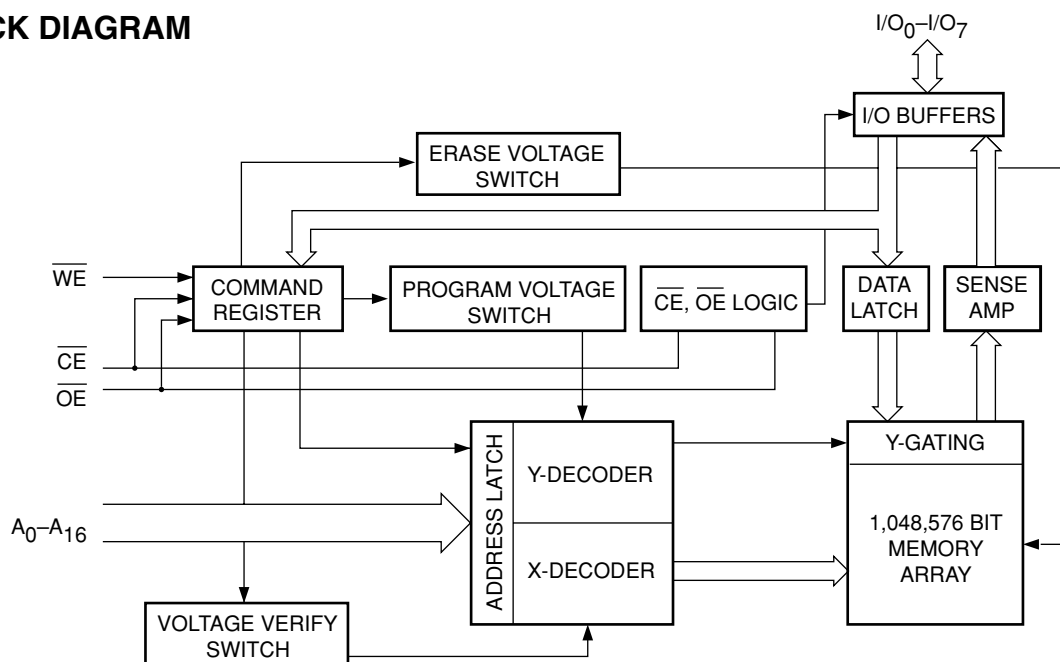 CK DIAGRAM
I/O0–I/O7
I/O BUFFERS
ERASE VOLTAGE
SWITCH
WE
COMMAND
REGISTER
PROGRAM VOLTAGE
SWITCH
CE, OE LOGIC
DATA
LATCH
SENSE
AMP
CE
OE
ADDRESS LATCH
Y-DECODER
Y-GATING
A0–A16
X-DECODER
1,048,576 BIT
MEMORY
ARRAY
VOLTAGE VERIFY
SWITCH